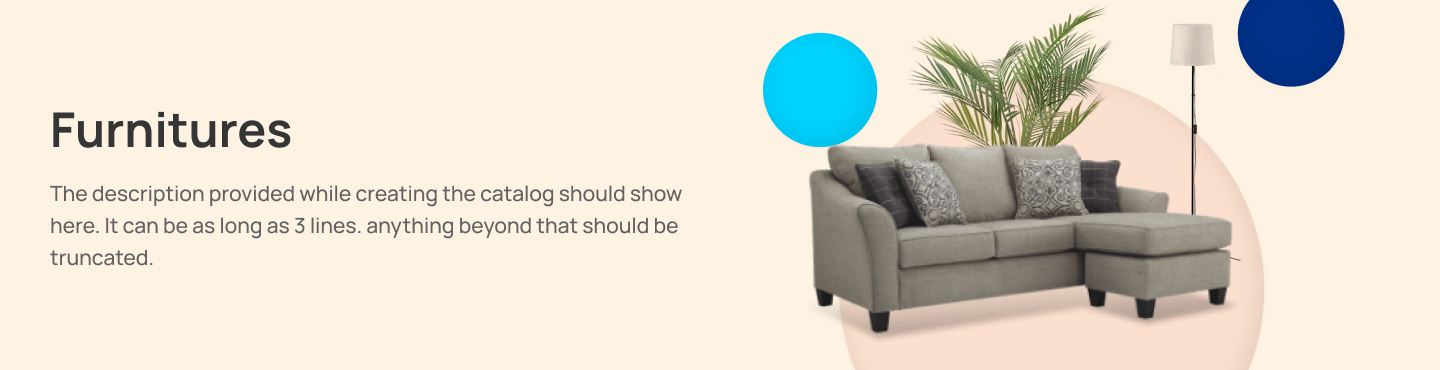 Furnitures
The description provided while creating the catalog should show
here. It can be as long as 3 lines. anything beyond that should be
truncated.